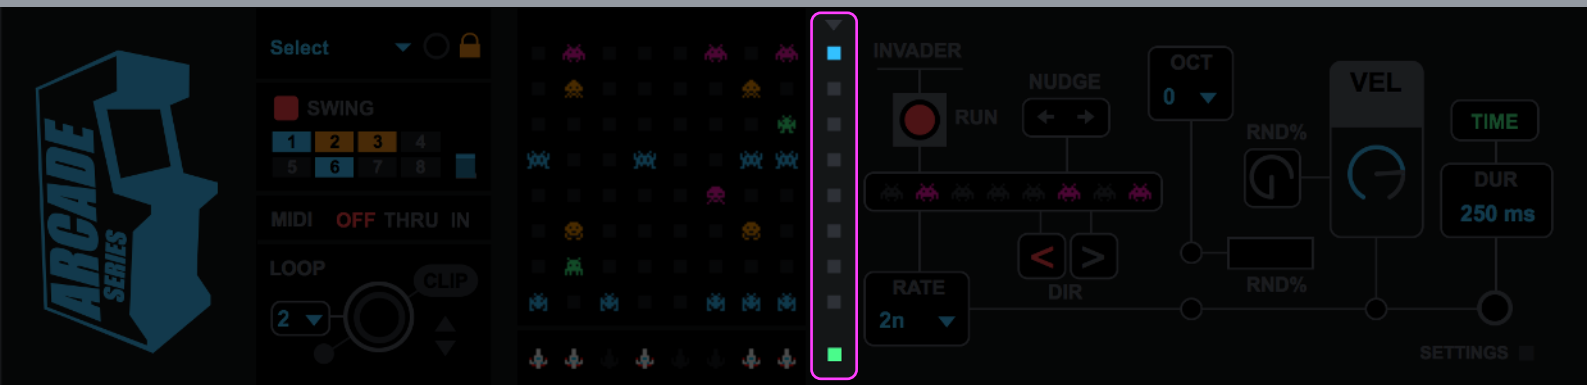 ARCADE
SERIES
Select
SWING
1 2 3 4
5 6 7 8
MIDI OFF THRU IN
LOOP
CLIP
2
INVADER
RUN
NUDGE
OCT
0
VEL
RND%
TIME
DUR
250 ms
< >
DIR
RATE
2n
RND%
SETTINGS